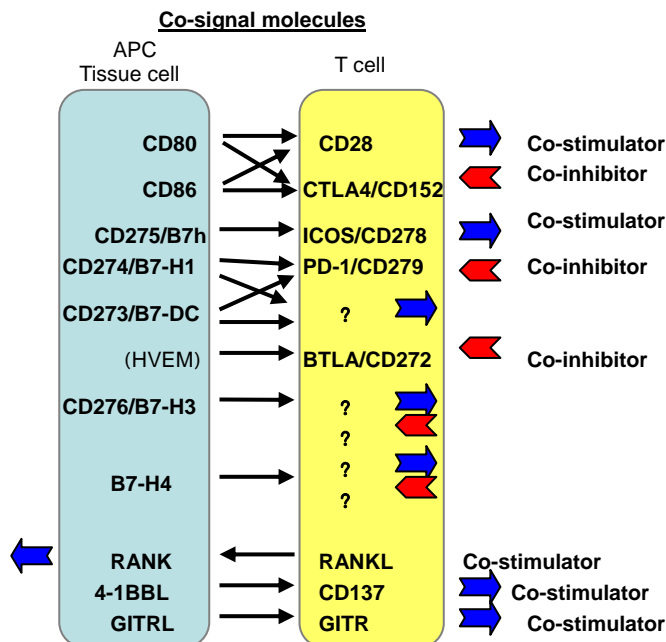 Co-signal molecules
APC
Tissue cell
T cell
CD80 CD28 Co-stimulator
CD86 CTLA4/CD152 Co-inhibitor
CD275/B7h ICOS/CD278 Co-stimulator
CD274/B7-H1 PD-1/CD279 Co-inhibitor
CD273/B7-DC ?
(HVEM) BTLA/CD272 Co-inhibitor
CD276/B7-H3 ?
?
?
B7-H4
?
RANK RANKL Co-stimulator
4-1BBL CD137 Co-stimulator
GITRL GITR Co-stimulator